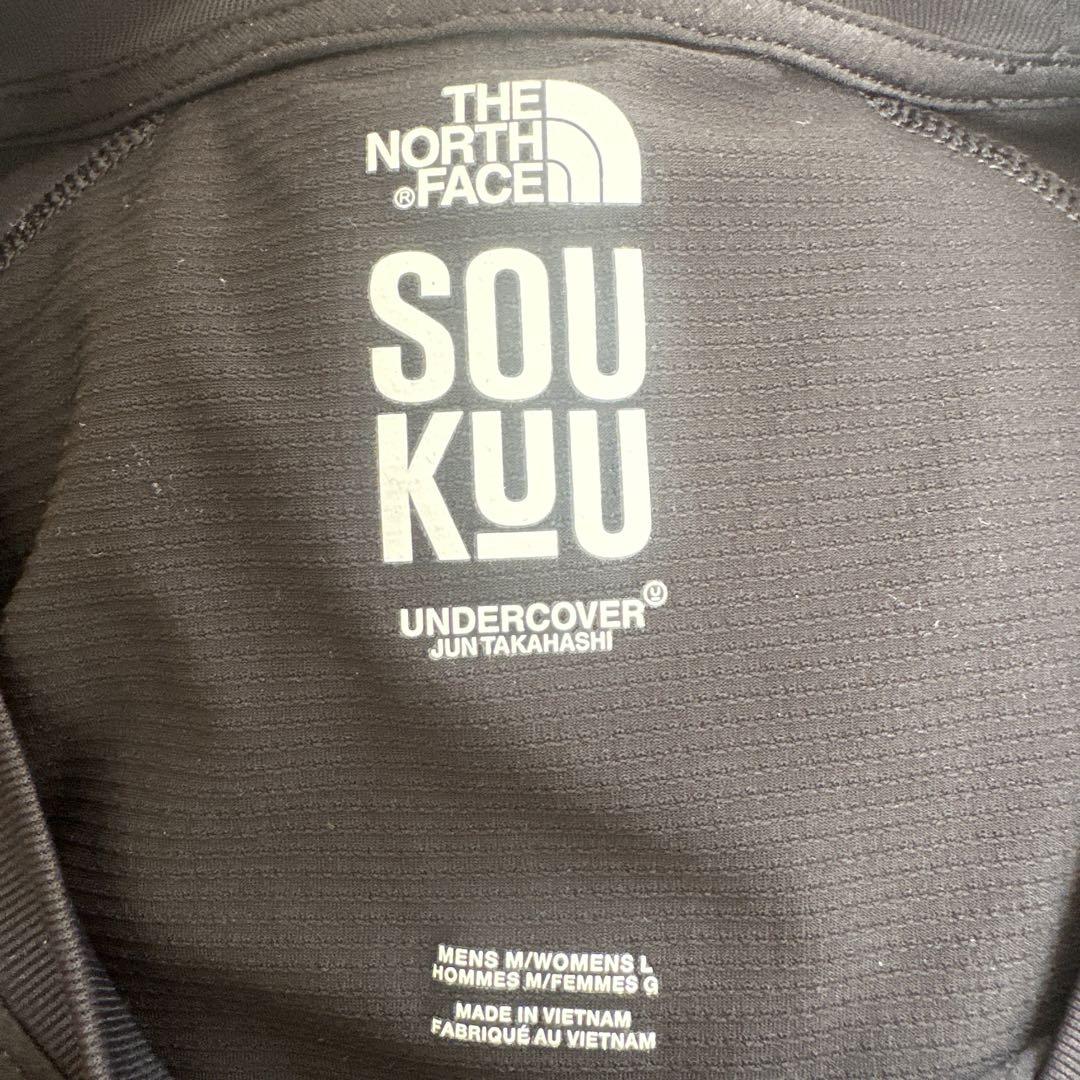 THE
NORTH
®FACE
SOU
KUU
UNDERCOVER
JUN TAKAHASHI
MENS M/WOMENS L
HOMMES M/FEMMES G
MADE IN VIETNAM
FABRIQUÉ AU VIETNAM